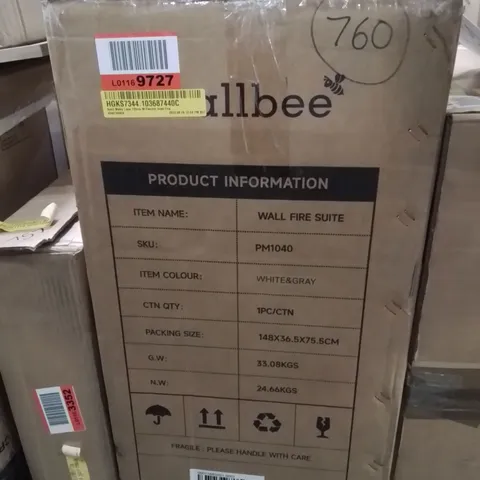 760
L0116 9727
HGKS7344 103687440C
allbee
PRODUCT INFORMATION
ITEM NAME: WALL FIRE SUITE
SKU: PM1040
ITEM COLOUR: WHITE&GRAY
CTN QTY: 1PC/CTN
PACKING SIZE: 148X36.5X75.5CM
G.W: 33.08KGS
N.W: 24.66KGS
FRAGILE : PLEASE HANDLE WITH CARE
3352